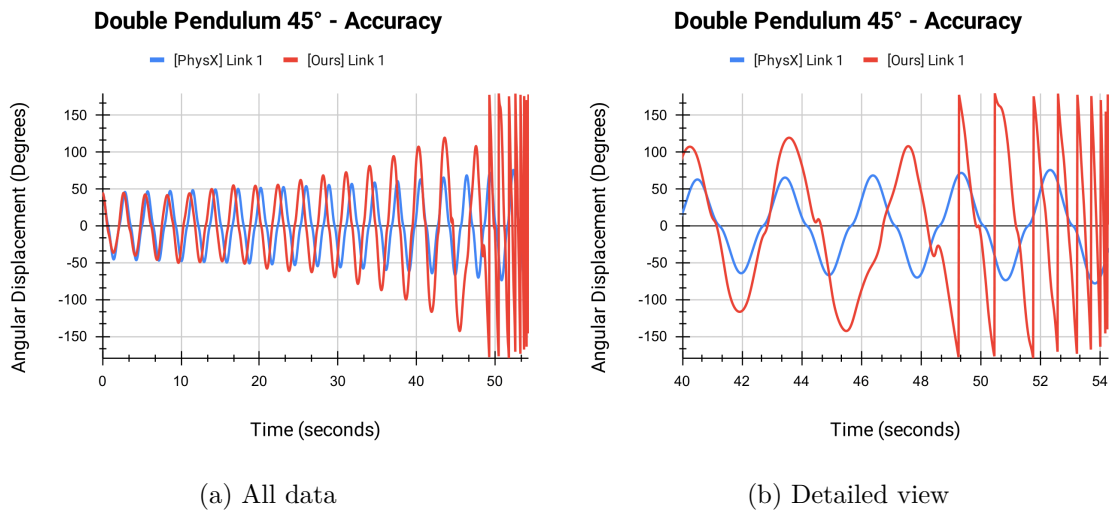 Double Pendulum 45° - Accuracy
[PhysX] Link 1 [Ours] Link 1
Angular Displacement (Degrees)
150
100
50
0
-50
-100
-150
0 10 20 30 40 50
Time (seconds)
(a) All data
Double Pendulum 45° - Accuracy
[PhysX] Link 1 [Ours] Link 1
Angular Displacement (Degrees)
150
100
50
0
-50
-100
-150
40 42 44 46 48 50 52 54
Time (seconds)
(b) Detailed view